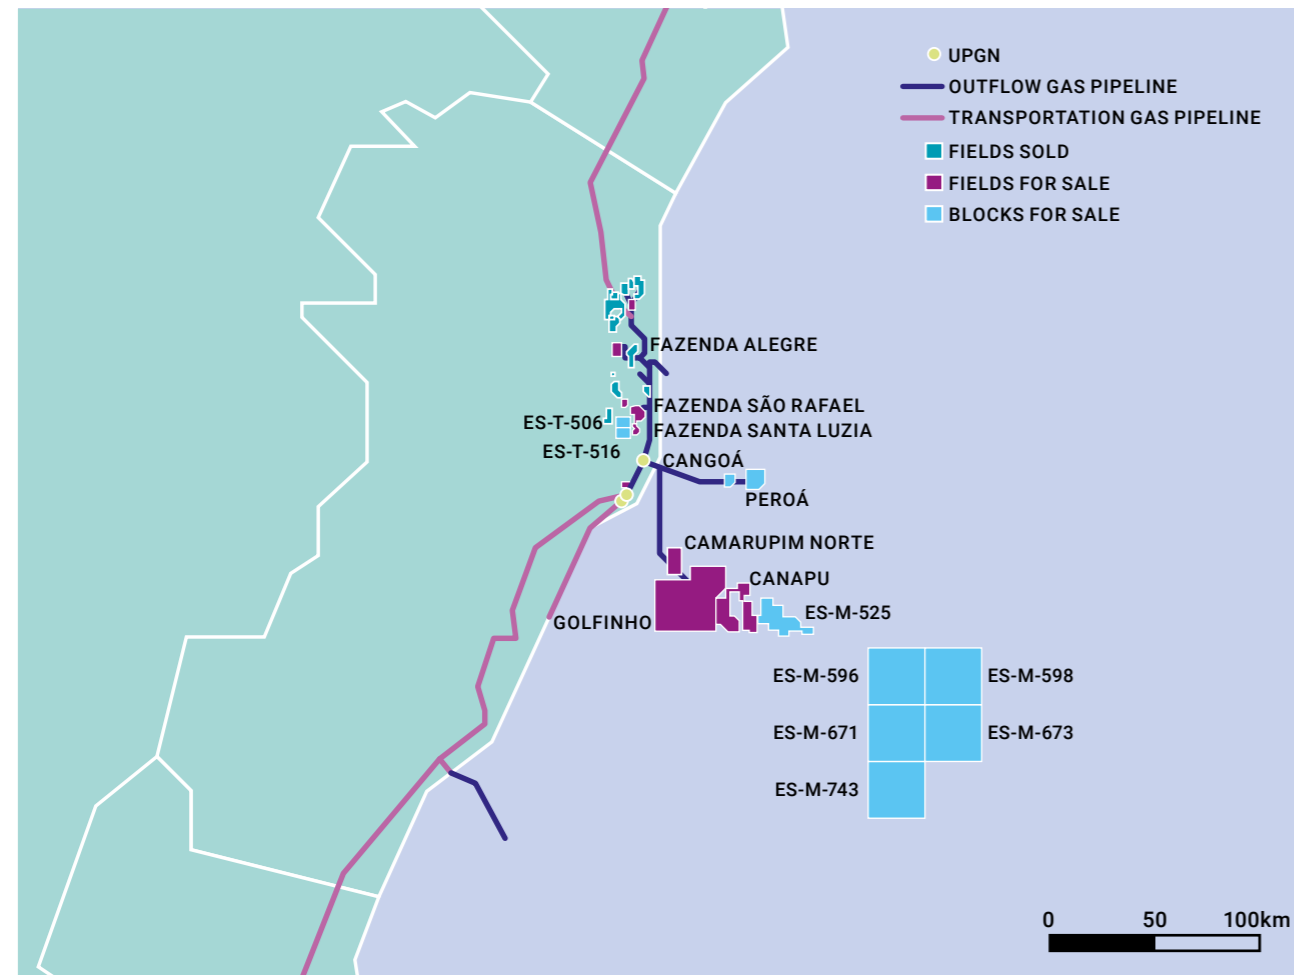 UPGN
OUTFLOW GAS PIPELINE
TRANSPORTATION GAS PIPELINE
FIELDS SOLD
FIELDS FOR SALE
BLOCKS FOR SALE
FAZENDA ALEGRE
FAZENDA SÃO RAFAEL
ES-T-506
FAZENDA SANTA LUZIA
ES-T-516
CANGOÁ
PEROÁ
CAMARUPIM NORTE
CANAPU
ES-M-525
GOLFINHO
ES-M-596
ES-M-598
ES-M-671
ES-M-673
ES-M-743
0 50 100km